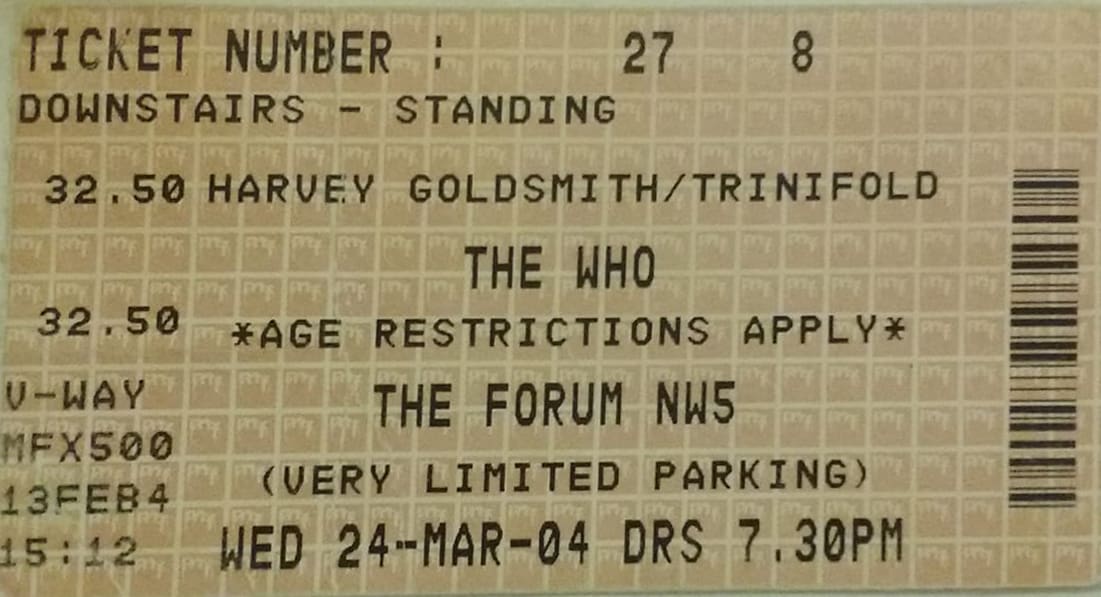 TICKET NUMBER : 27 8
DOWNSTAIRS - STANDING
32.50 HARVEY GOLDSMITH/TRINIFOLD
THE WHO
32.50 *AGE RESTRICTIONS APPLY*
V-WAY
THE FORUM NW5
MFX500
(VERY LIMITED PARKING)
13FEB4
15:12 WED 24-MAR-04 DRS 7.30PM